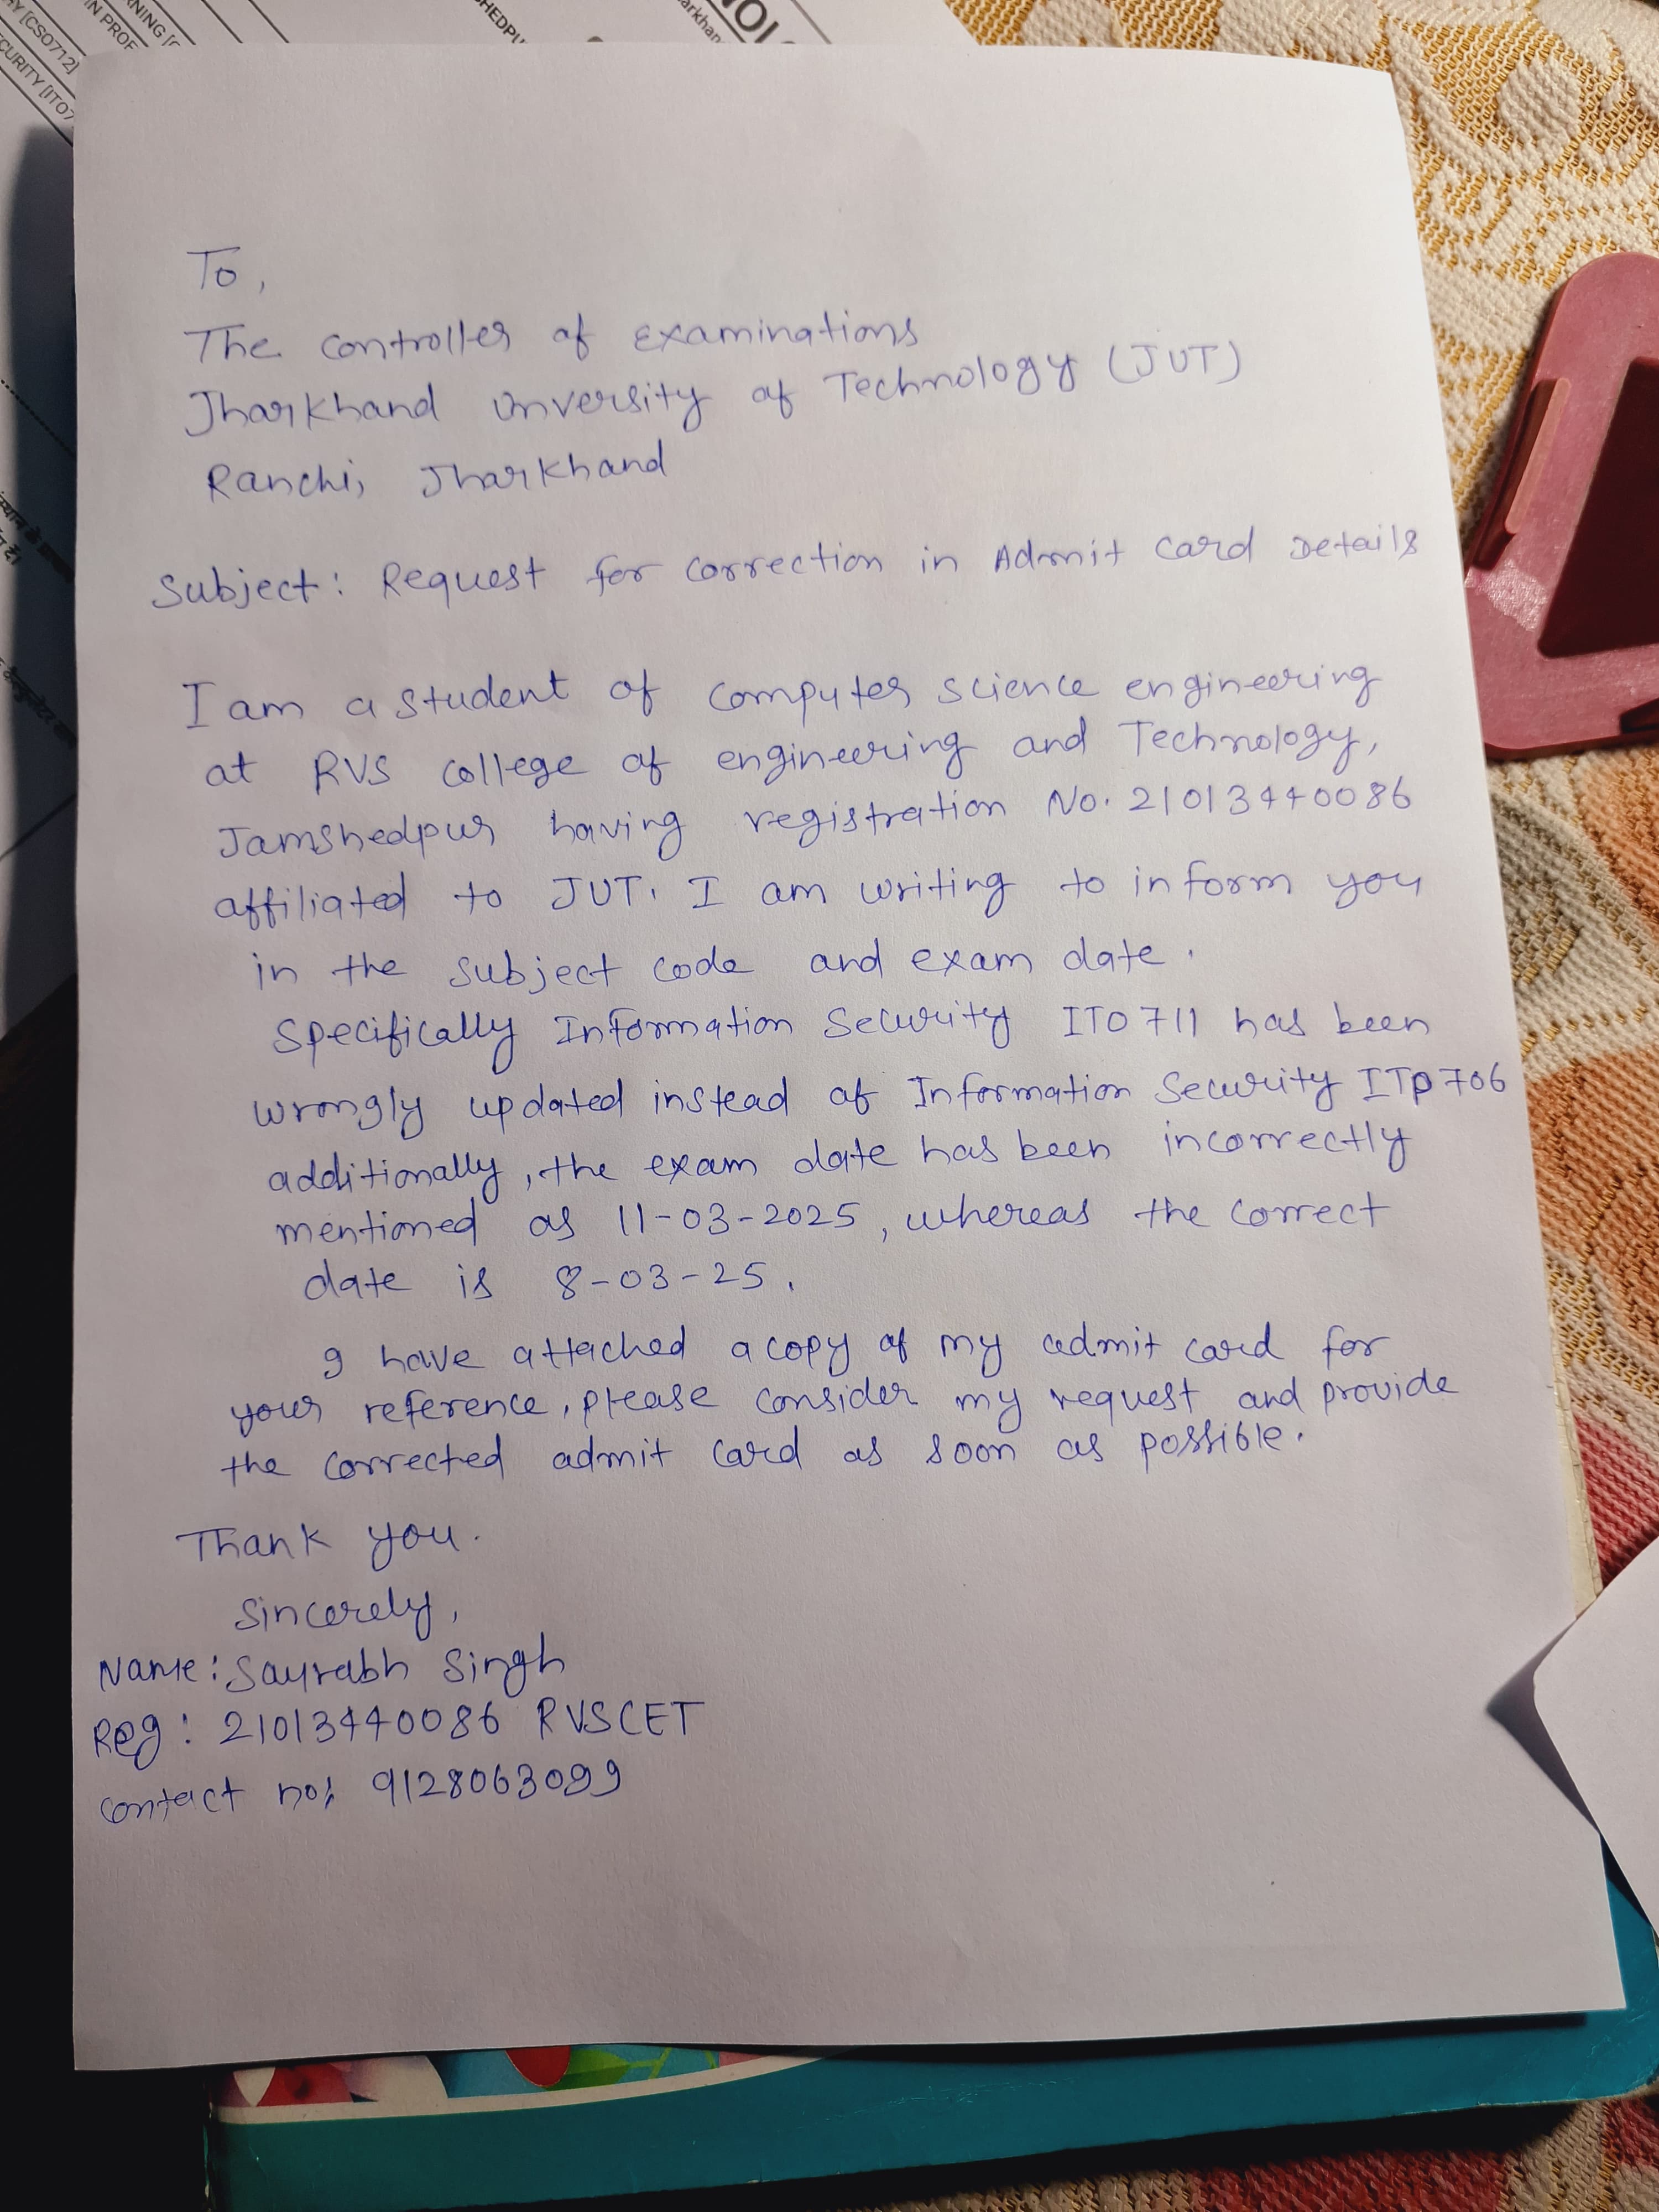 RY [CS0712]
CURITY [IT07
RNING [C
IN PROF
SHEDPU
arkhan
NOL
To,
The controller of Examinations
Jharkhand Unversity of Technology (JUT)
Ranchi, Jharkhand
Subject: Request for correction in Admit Card Details
I am a student of computer science engineering
at RVS College of engineering and Technology,
Jamshedpur having registration No. 21013440086
affiliated to JUT. I am writing to inform you
in the subject code and exam date.
Specifically Information Security ITO711 has been
wrongly updated instead of Information Security ITP706
additionally, the exam date has been incorrectly
mentioned as 11-03-2025, whereas the correct
date is 8-03-25.
I have attached a copy of my admit card for
your reference, please consider my request and provide
the corrected admit card as soon as possible.
Thank you.
Sincerely,
Name: Saurabh Singh
Reg: 21013440086 RVSCET
contact no: 9128063099